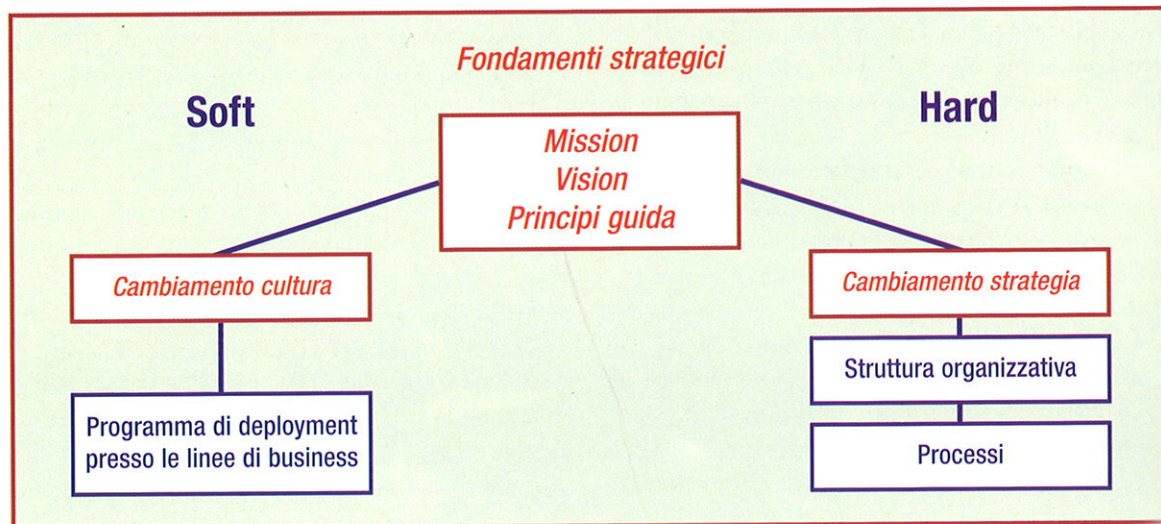 Fondamenti strategici
Soft
Hard
Mission
Vision
Principi guida
Cambiamento cultura
Cambiamento strategia
Struttura organizzativa
Programma di deployment
presso le linee di business
Processi